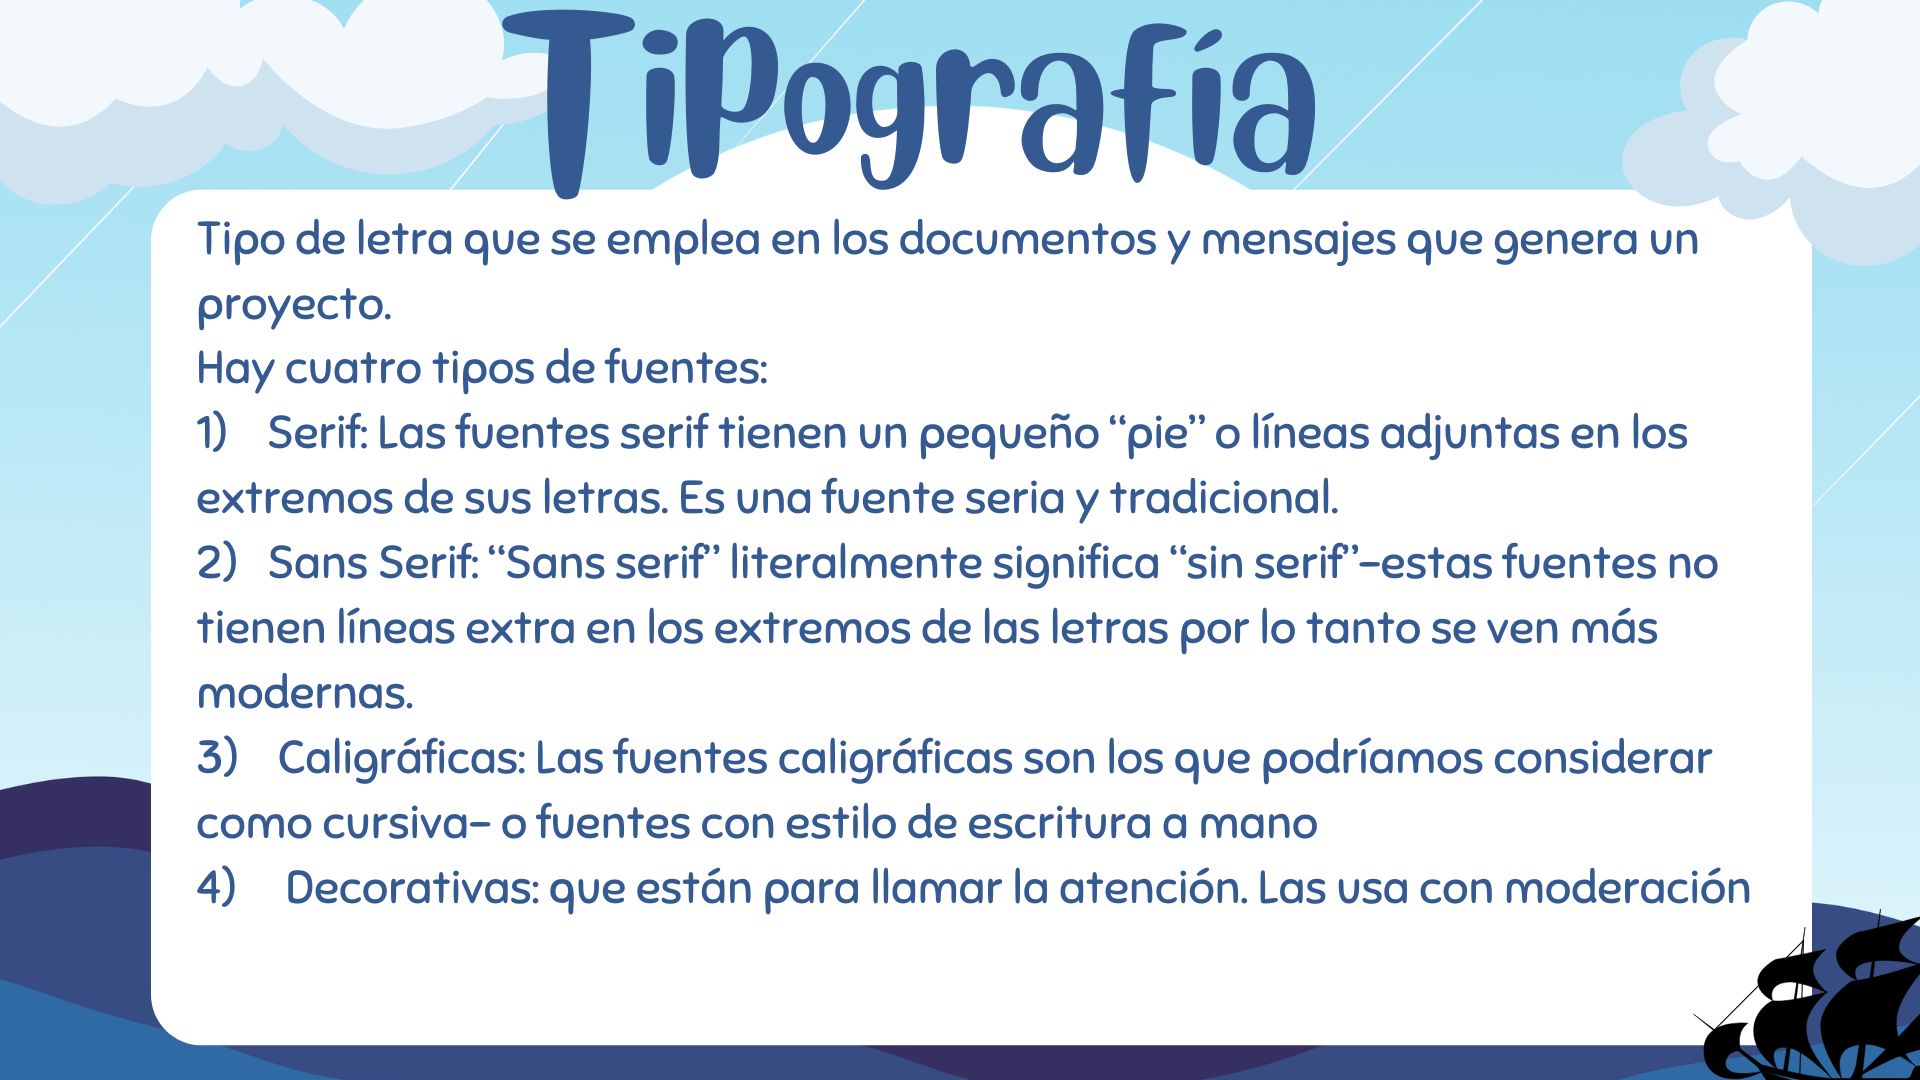 Tipografía
Tipo de letra que se emplea en los documentos y mensajes que genera un
proyecto.
Hay cuatro tipos de fuentes:
1) Serif: Las fuentes serif tienen un pequeño “pie” o líneas adjuntas en los
extremos de sus letras. Es una fuente seria y tradicional.
2) Sans Serif: “Sans serif” literalmente significa “sin serif”–estas fuentes no
tienen líneas extra en los extremos de las letras por lo tanto se ven más
modernas.
3) Caligráficas: Las fuentes caligráficas son los que podríamos considerar
como cursiva– o fuentes con estilo de escritura a mano
4) Decorativas: que están para llamar la atención. Las usa con moderación